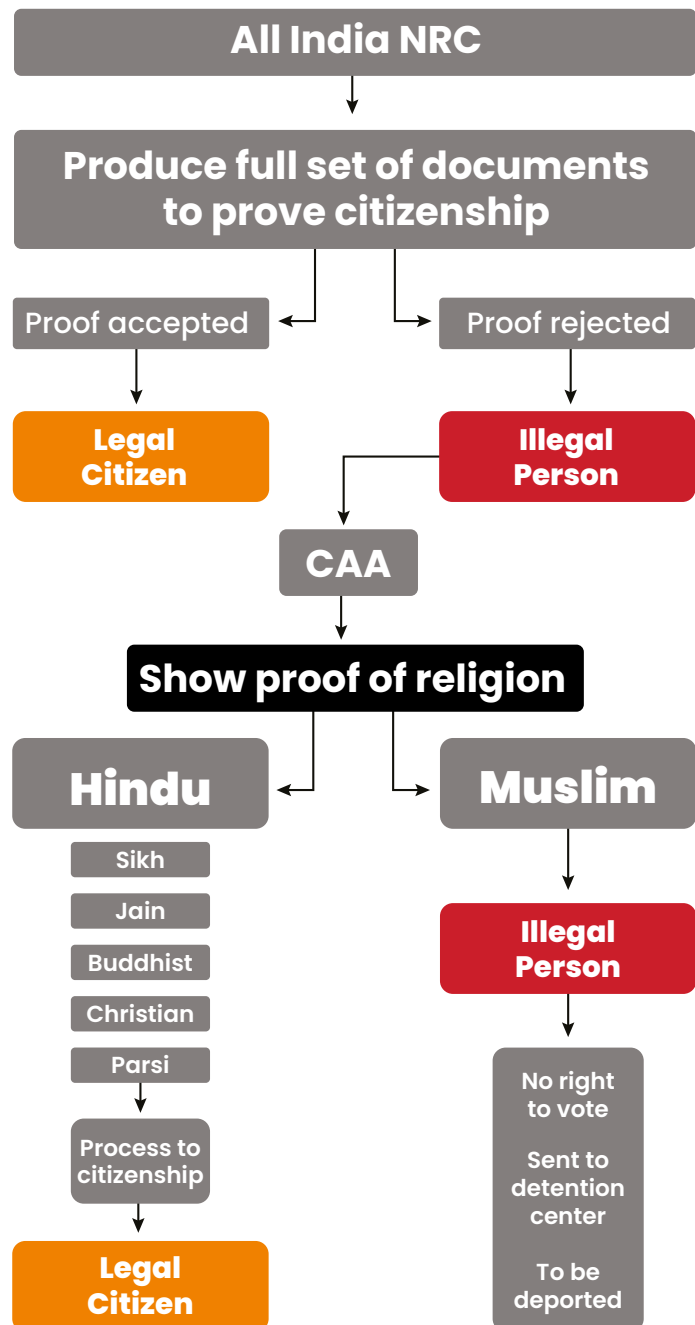 All India NRC
Produce full set of documents
to prove citizenship
Proof accepted
Proof rejected
Legal
Citizen
Illegal
Person
CAA
Show proof of religion
Hindu
Sikh
Jain
Buddhist
Christian
Parsi
Process to
citizenship
Legal
Citizen
Muslim
Illegal
Person
No right
to vote
Sent to
detention
center
To be
deported